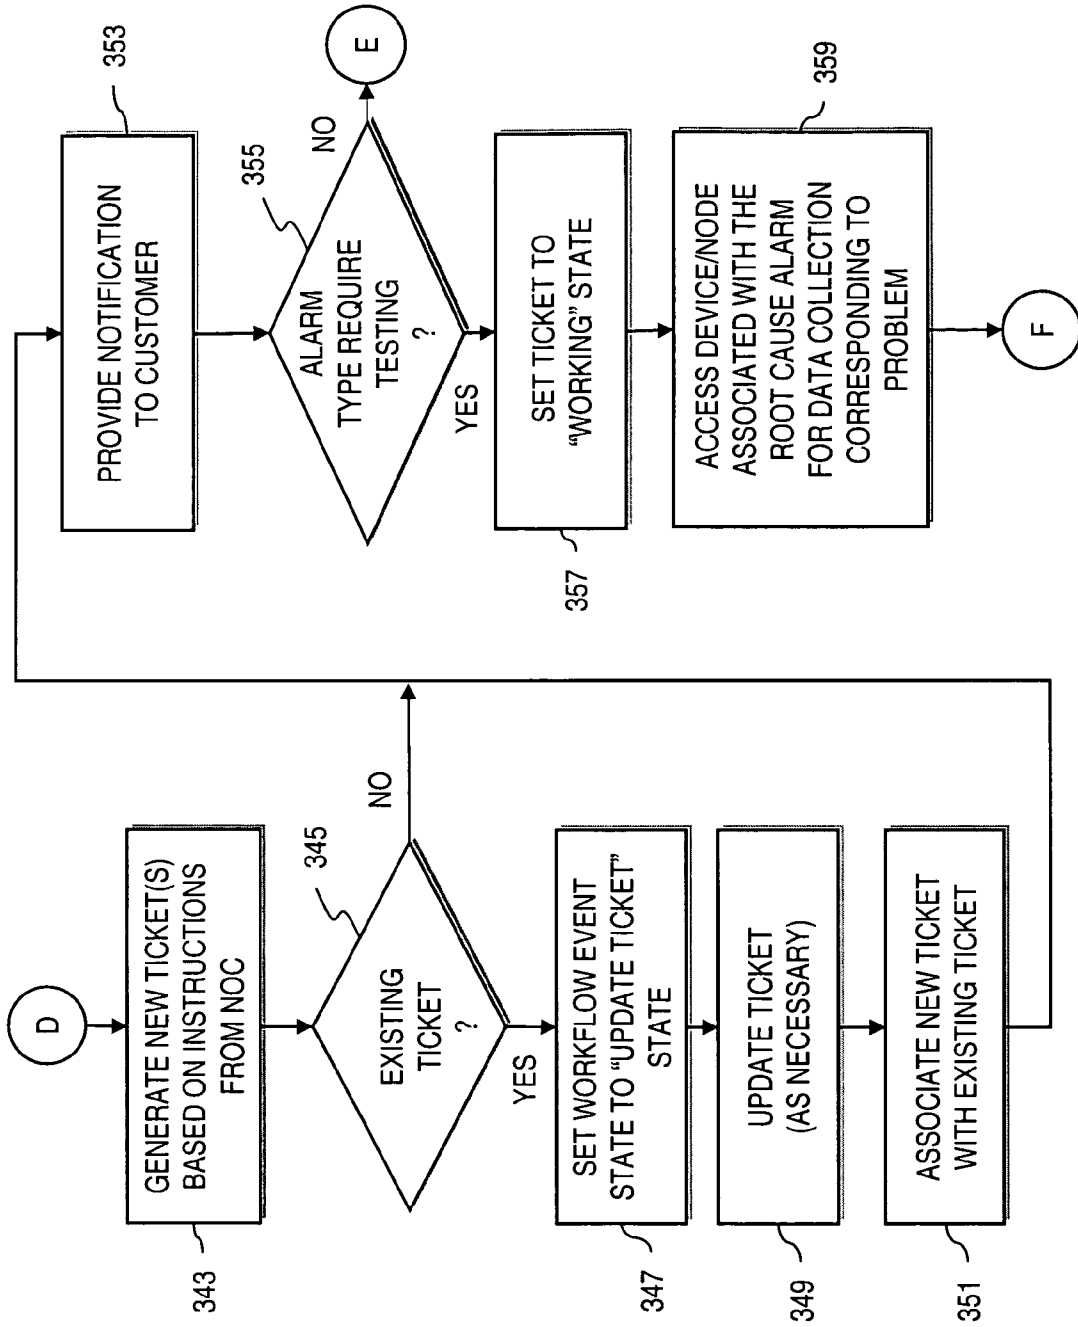 D
GENERATE NEW TICKET(S)
BASED ON INSTRUCTIONS
FROM NOC
343
EXISTING
TICKET
?
345
NO
YES
SET WORKFLOW EVENT
STATE TO “UPDATE TICKET”
STATE
347
UPDATE TICKET
(AS NECESSARY)
349
ASSOCIATE NEW TICKET
WITH EXISTING TICKET
351
PROVIDE NOTIFICATION
TO CUSTOMER
353
ALARM
TYPE REQUIRE
TESTING
?
355
NO
E
YES
SET TICKET TO
“WORKING” STATE
357
ACCESS DEVICE/NODE
ASSOCIATED WITH THE
ROOT CAUSE ALARM
FOR DATA COLLECTION
CORRESPONDING TO
PROBLEM
359
F